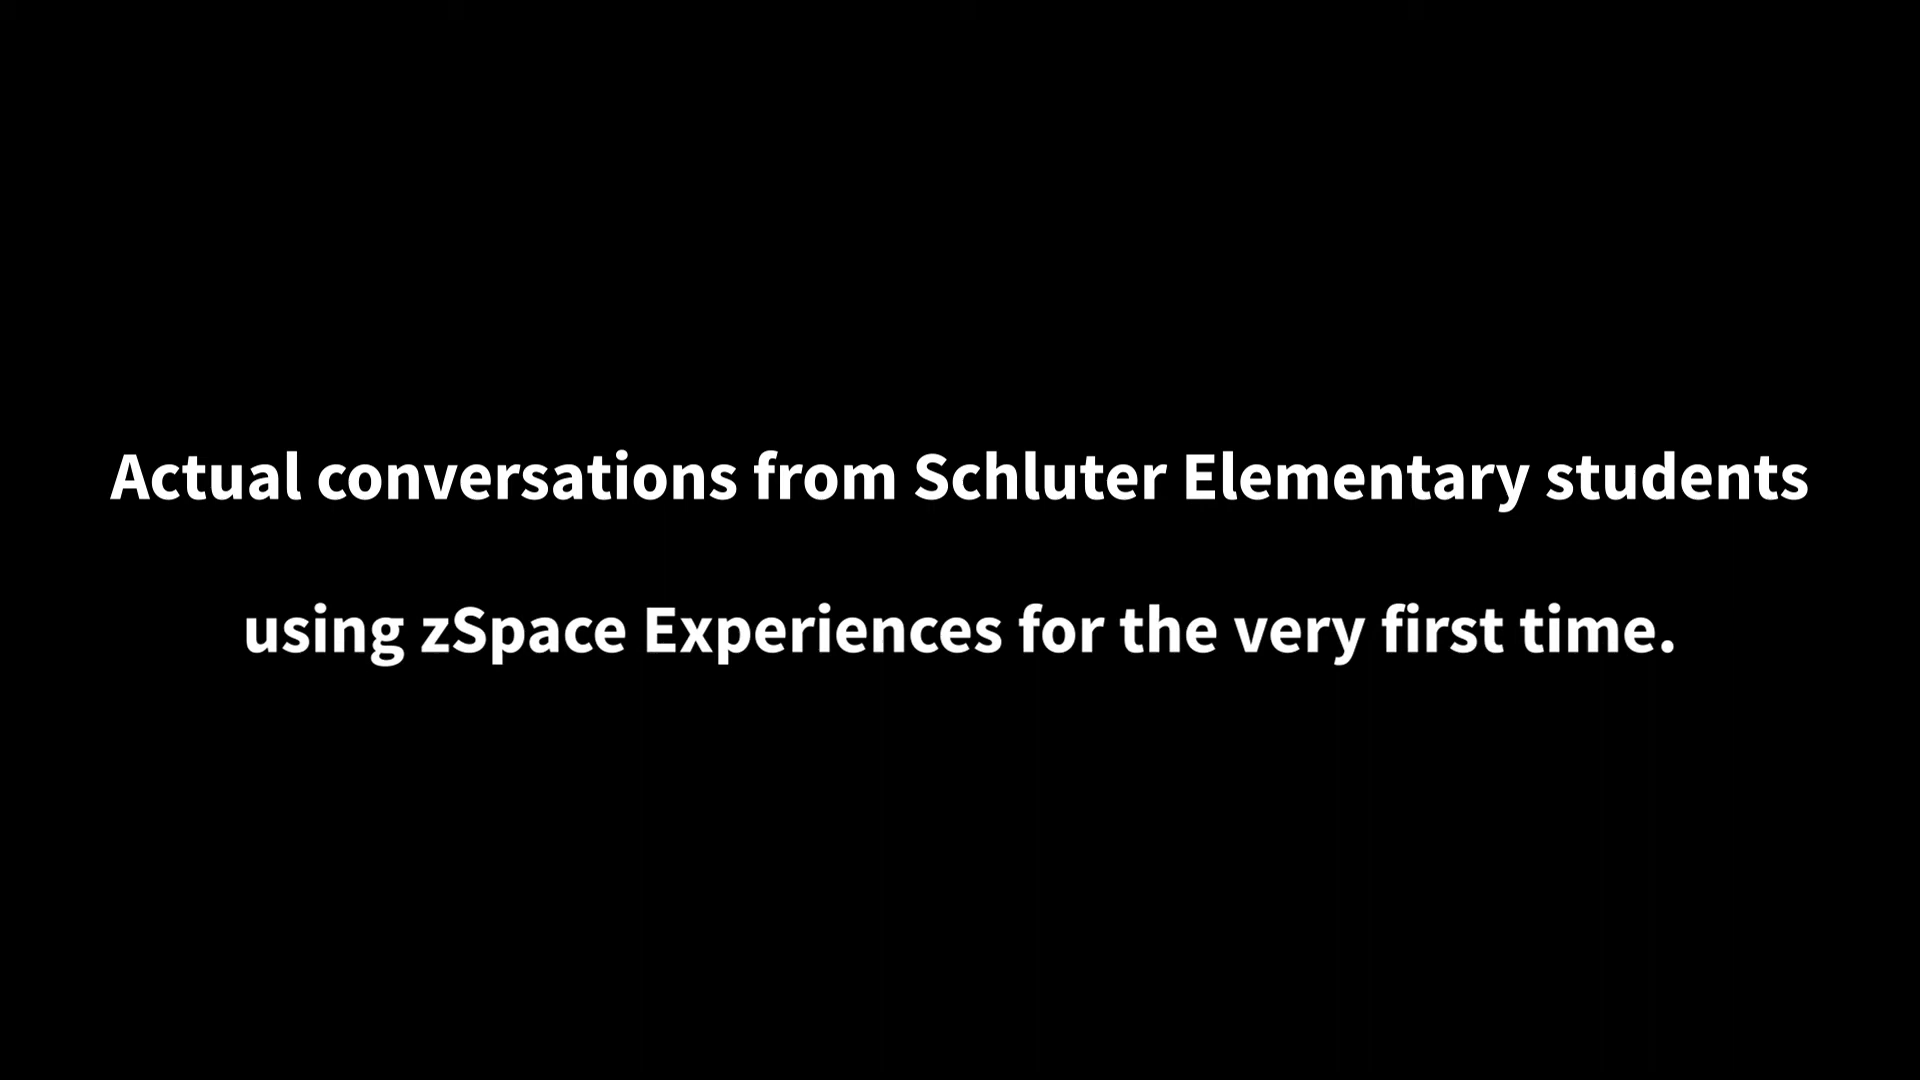 Actual conversations from Schluter Elementary students
using zSpace Experiences for the very first time.